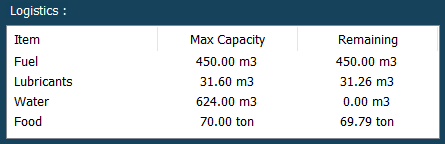 Logistics :
Item Max Capacity Remaining
Fuel 450.00 m3 450.00 m3
Lubricants 31.60 m3 31.26 m3
Water 624.00 m3 0.00 m3
Food 70.00 ton 69.79 ton